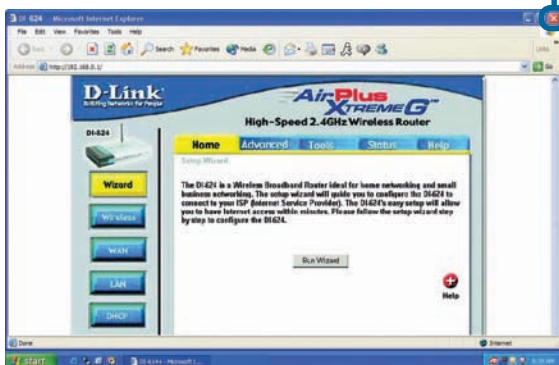 DI-624 Microsoft Internet Explorer
File Edit View Favorites Tools Help
Back Search Favorites Media
Address http://192.168.0.1/ Go Links
D-Link
Building Networks for People
AirPlus
XTREME G
High-Speed 2.4GHz Wireless Router
DI-624
Home Advanced Tools Status Help
Setup Wizard
Wizard
Wireless
WAN
LAN
DHCP
The DI-624 is a Wireless Broadband Router ideal for home networking and small
business networking. The setup wizard will guide you to configure the DI-624 to
connect to your ISP (Internet Service Provider). The DI-624's easy setup will allow
you to have Internet access within minutes. Please follow the setup wizard step
by step to configure the DI-624.
Run Wizard
Help
Done Internet
start